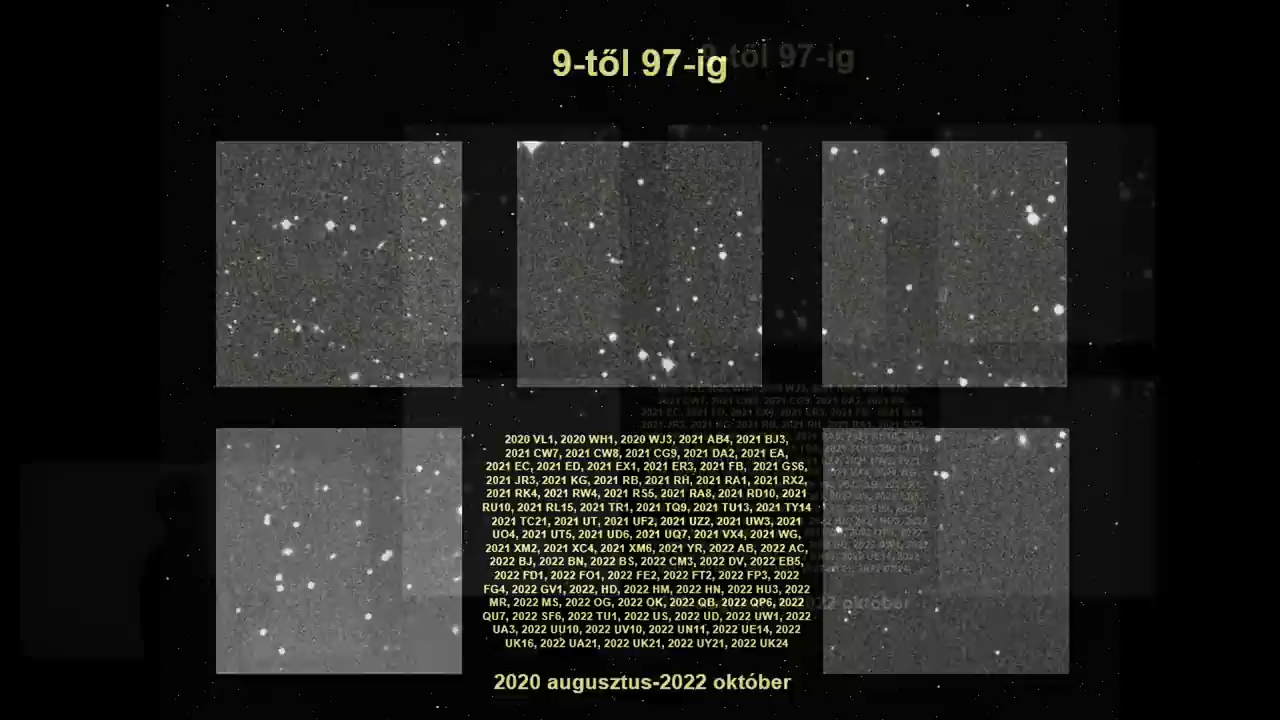 9-től 97-ig
2020 VL1, 2020 WH1, 2020 WJ3, 2021 AB4, 2021 BJ3,
2021 CW7, 2021 CW8, 2021 CG9, 2021 DA2, 2021 EA,
2021 EC, 2021 ED, 2021 EX1, 2021 ER3, 2021 FB, 2021 GS6,
2021 JR3, 2021 KG, 2021 RB, 2021 RH, 2021 RA1, 2021 RX2,
2021 RK4, 2021 RW4, 2021 RS5, 2021 RA8, 2021 RD10, 2021
RU10, 2021 RL15, 2021 TR1, 2021 TQ9, 2021 TU13, 2021 TY14
2021 TC21, 2021 UT, 2021 UF2, 2021 UZ2, 2021 UW3, 2021
UO4, 2021 UT5, 2021 UD6, 2021 UQ7, 2021 VX4, 2021 WG,
2021 XM2, 2021 XC4, 2021 XM6, 2021 YR, 2022 AB, 2022 AC,
2022 BJ, 2022 BN, 2022 BS, 2022 CM3, 2022 DV, 2022 EB5,
2022 FD1, 2022 FO1, 2022 FE2, 2022 FT2, 2022 FP3, 2022
FG4, 2022 GV1, 2022, HD, 2022 HM, 2022 HN, 2022 HU3, 2022
MR, 2022 MS, 2022 OG, 2022 OK, 2022 QB, 2022 QP6, 2022
QU7, 2022 SF6, 2022 TU1, 2022 US, 2022 UD, 2022 UW1, 2022
UA3, 2022 UU10, 2022 UV10, 2022 UN11, 2022 UE14, 2022
UK16, 2022 UA21, 2022 UK21, 2022 UY21, 2022 UK24
2020 augusztus-2022 október